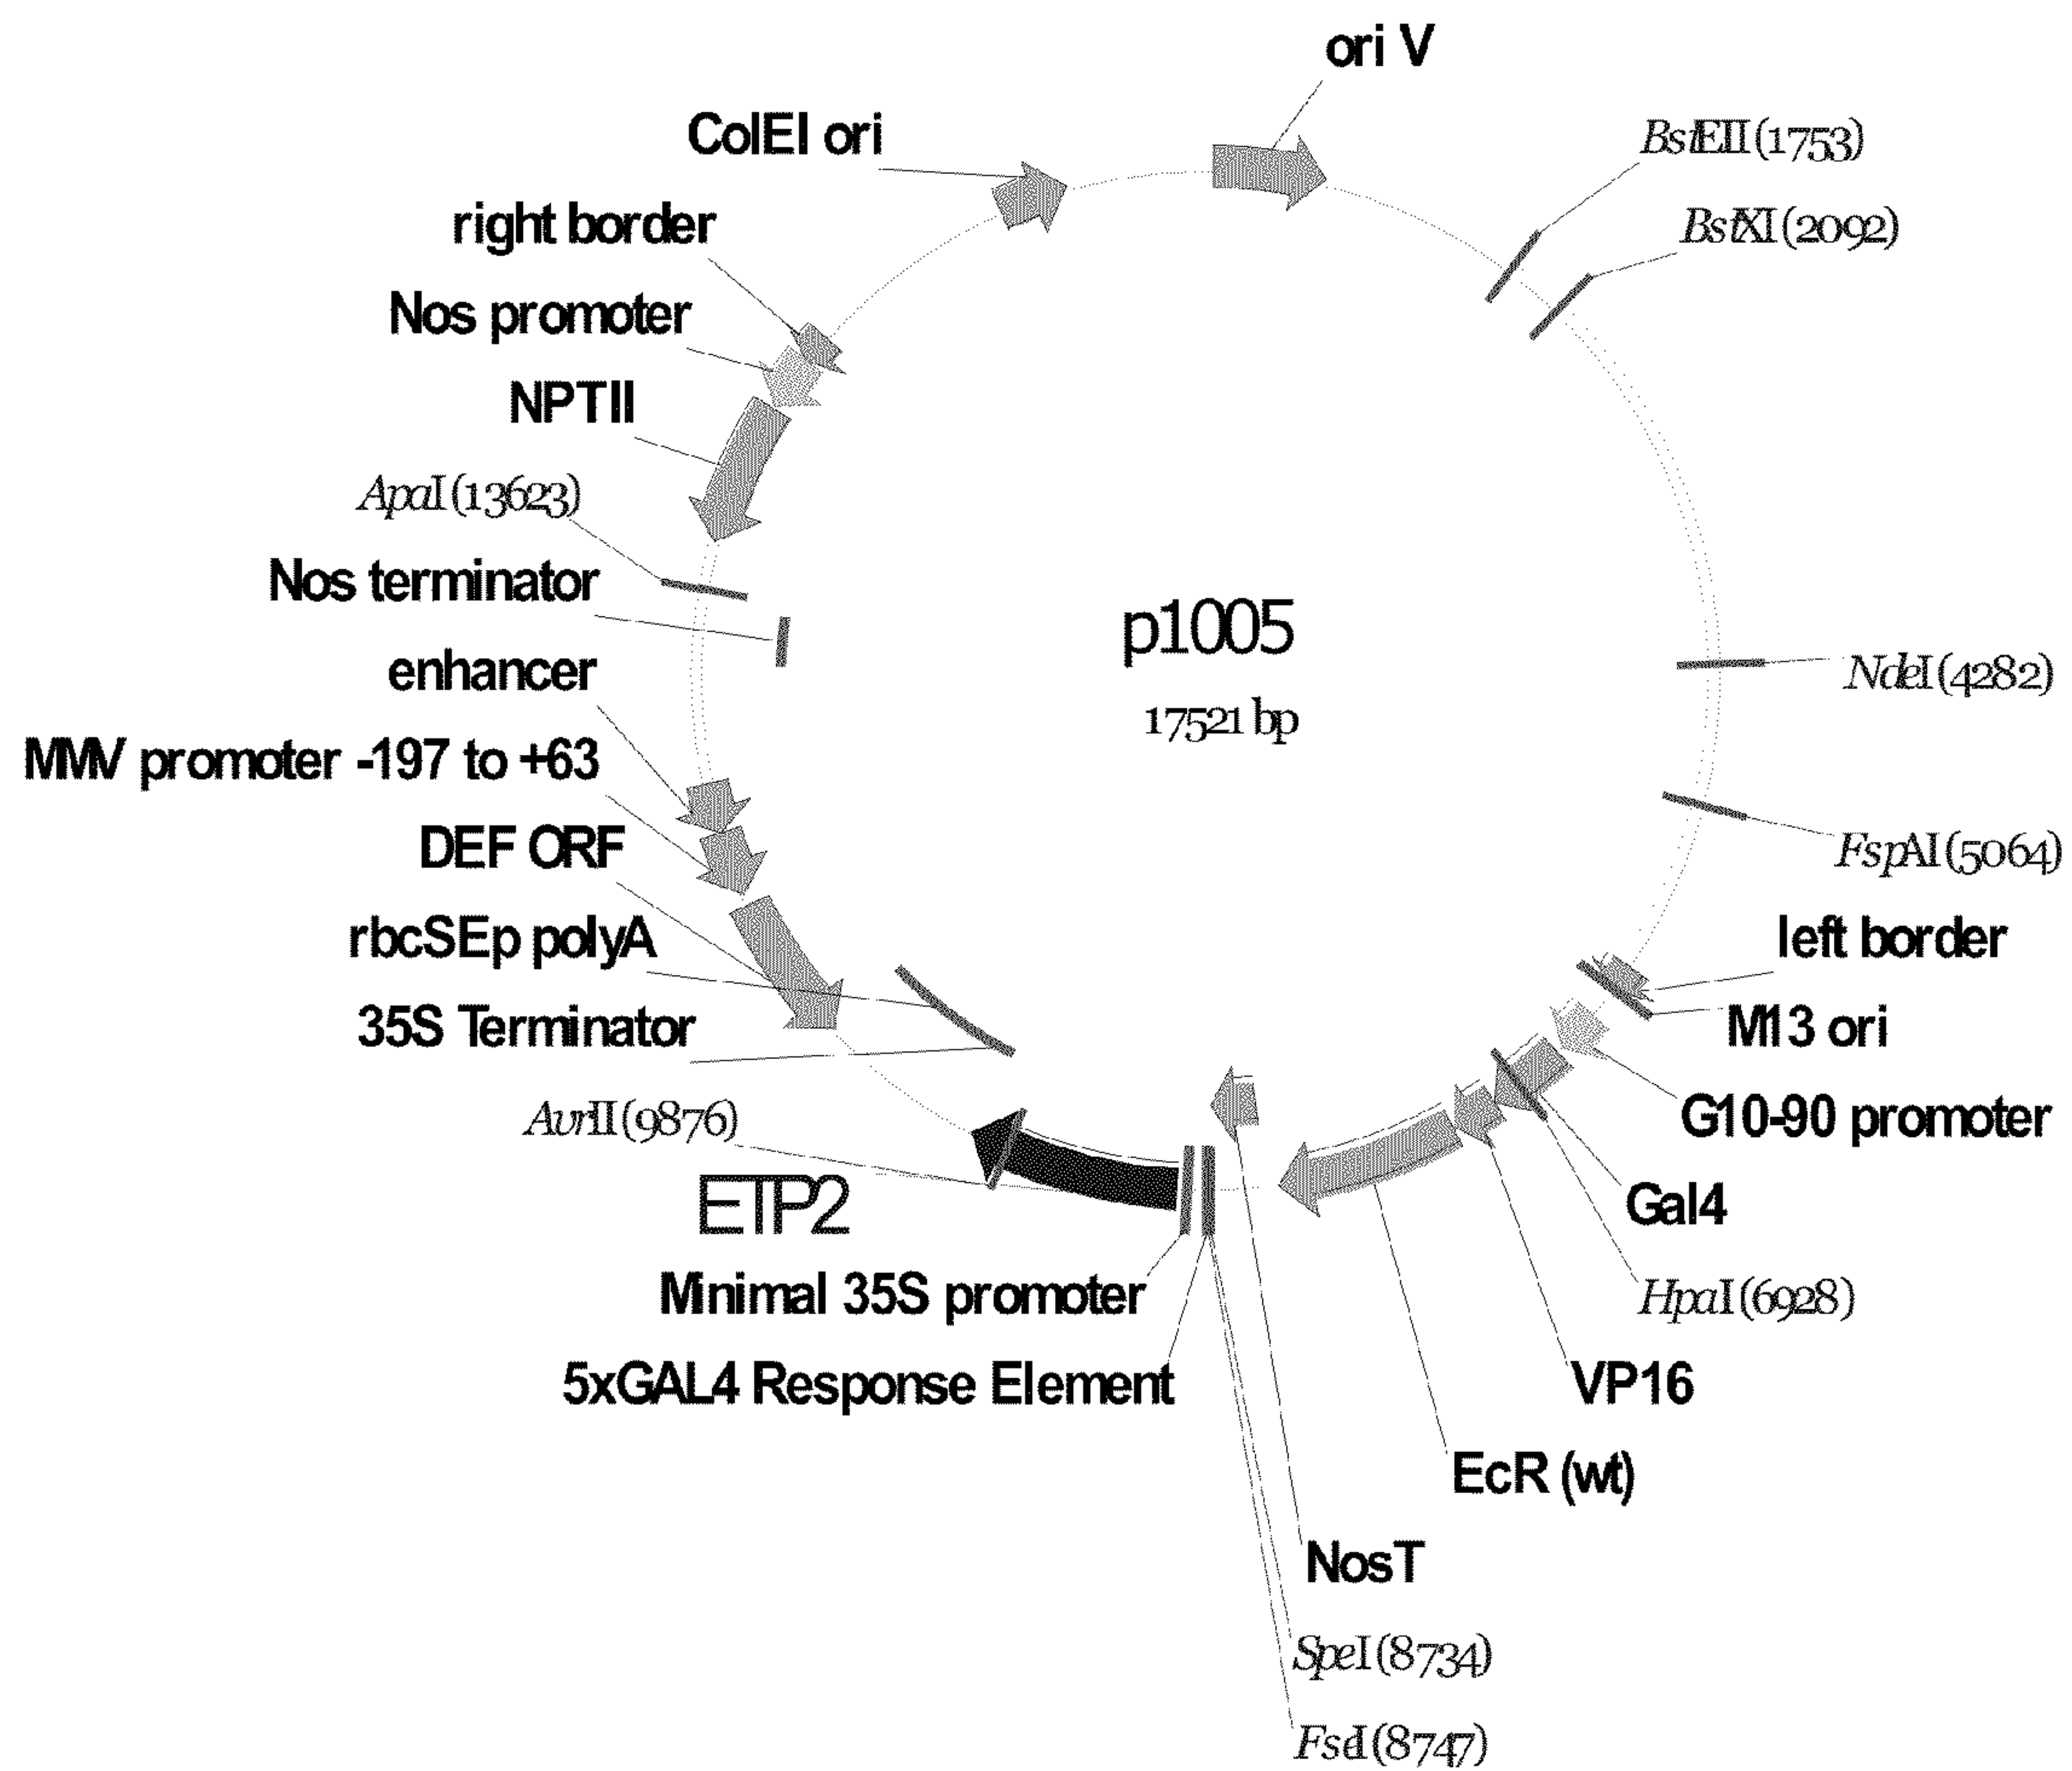 ori V
ColEI ori
BstEII (1753)
right border
BstXI (2092)
Nos promoter
NPTII
ApaI (13623)
Nos terminator
p1005
enhancer
NdeI (4282)
17521 bp
MMV promoter -197 to +63
DEF ORF
FspAI (5064)
rbcSEp polyA
left border
35S Terminator
M13 ori
AvrII (9876)
G10-90 promoter
ETP2
Gal4
Minimal 35S promoter
HpaI (6928)
5xGAL4 Response Element
VP16
EcR (wt)
NosT
SpeI (8734)
FseI (8747)